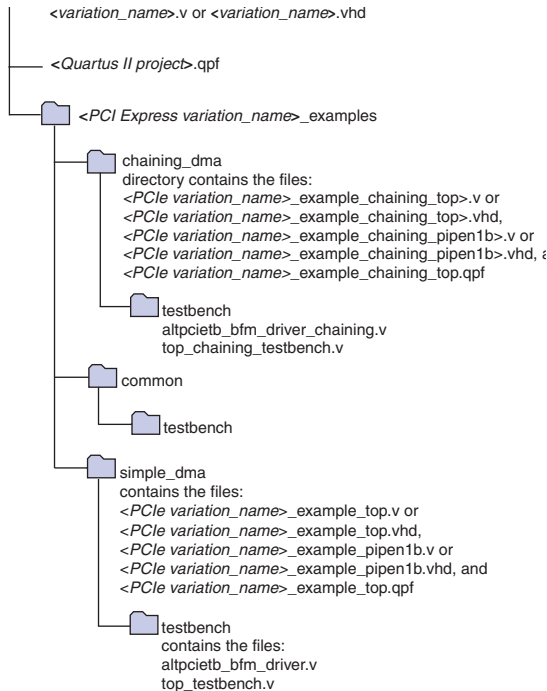 <variation_name>.v or <variation_name>.vhd
<Quartus II project>.qpf
<PCI Express variation_name>_examples
chaining_dma
directory contains the files:
<PCIe variation_name>_example_chaining_top>.v or
<PCIe variation_name>_example_chaining_top>.vhd,
<PCIe variation_name>_example_chaining_pipen1b>.v or
<PCIe variation_name>_example_chaining_pipen1b>.vhd, a
<PCIe variation_name>_example_chaining_top.qpf
testbench
altpcietb_bfm_driver_chaining.v
top_chaining_testbench.v
common
testbench
simple_dma
contains the files:
<PCIe variation_name>_example_top.v or
<PCIe variation_name>_example_top.vhd,
<PCIe variation_name>_example_pipen1b.v or
<PCIe variation_name>_example_pipen1b.vhd, and
<PCIe variation_name>_example_top.qpf
testbench
contains the files:
altpcietb_bfm_driver.v
top_testbench.v